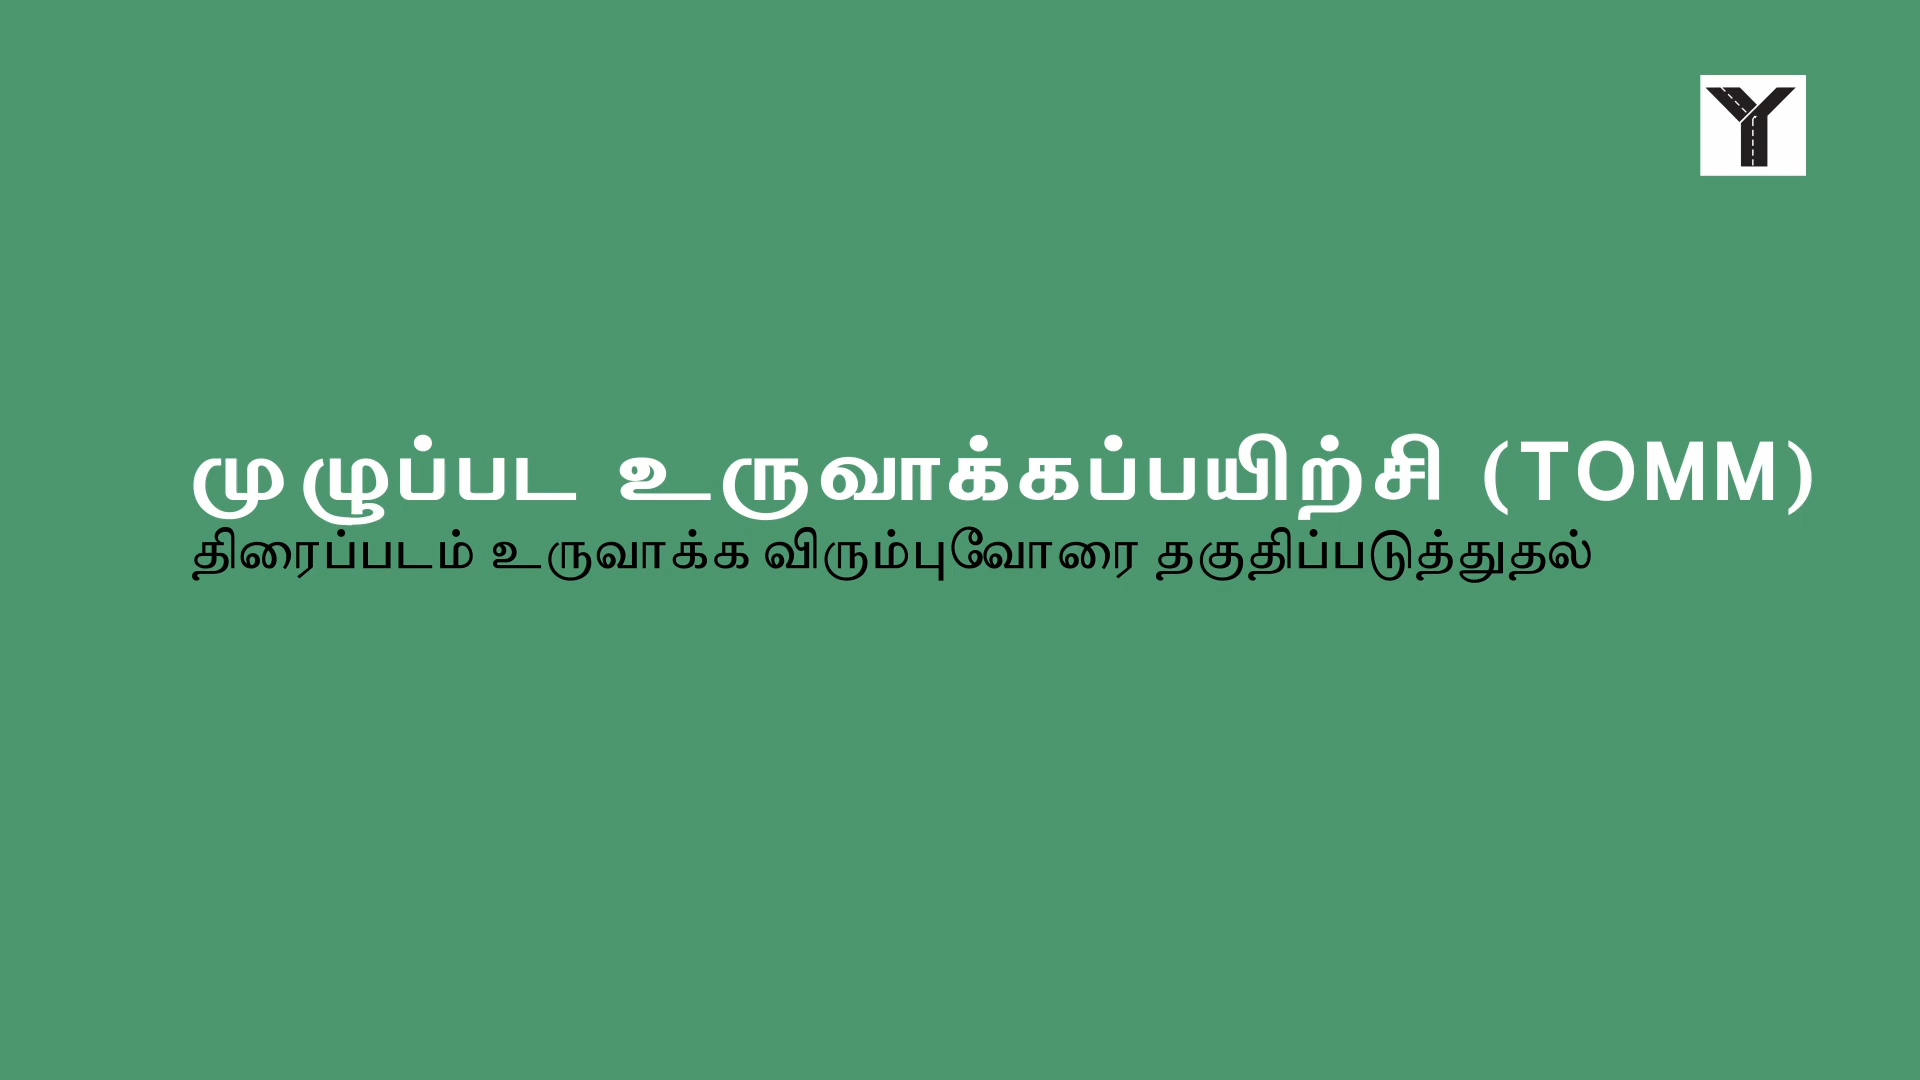 முழுப்பட உருவாக்கப்பயிற்சி (TOMM)
திரைப்படம் உருவாக்க விரும்புவோரை தகுதிப்படுத்துதல்